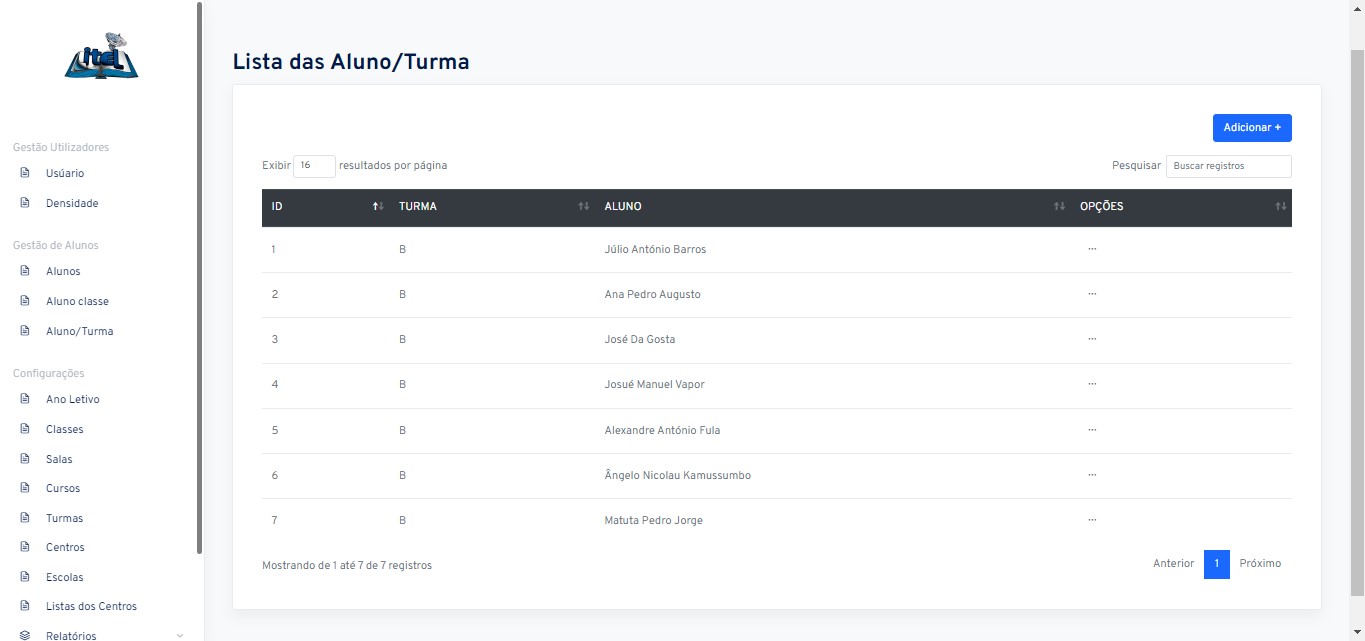 itel
Gestão Utilizadores
Usúario
Densidade
Gestão de Alunos
Alunos
Aluno classe
Aluno/Turma
Configurações
Ano Letivo
Classes
Salas
Cursos
Turmas
Centros
Escolas
Listas dos Centros
Relatórios
Lista das Aluno/Turma
Adicionar +
Exibir 16 resultados por página
Pesquisar Buscar registros
ID TURMA ALUNO OPÇÕES
1 B Júlio António Barros ...
2 B Ana Pedro Augusto ...
3 B José Da Gosta ...
4 B Josué Manuel Vapor ...
5 B Alexandre António Fula ...
6 B Ângelo Nicolau Kamussumbo ...
7 B Matuta Pedro Jorge ...
Mostrando de 1 até 7 de 7 registros
Anterior 1 Próximo